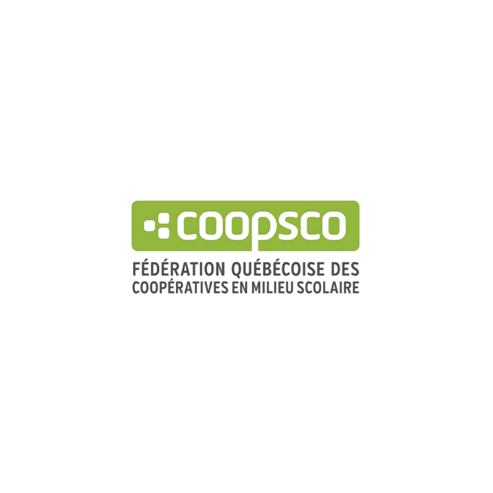 coopsco
FÉDÉRATION QUÉBÉCOISE DES
COOPÉRATIVES EN MILIEU SCOLAIRE